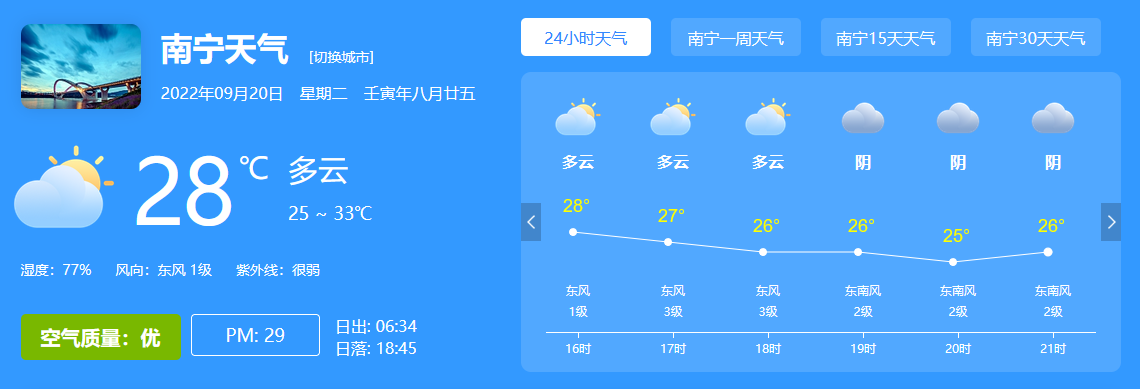 南宁天气 [切换城市]
2022年09月20日 星期二 壬寅年八月廿五
28℃ 多云
25 ~ 33℃
湿度：77% 风向：东风 1级 紫外线：很弱
空气质量：优 PM: 29
日出: 06:34
日落: 18:45
24小时天气 南宁一周天气 南宁15天天气 南宁30天天气
多云 多云 多云 阴 阴 阴
28° 27° 26° 26° 25° 26°
东风 东风 东风 东南风 东南风 东南风
1级 3级 3级 2级 2级 2级
16时 17时 18时 19时 20时 21时